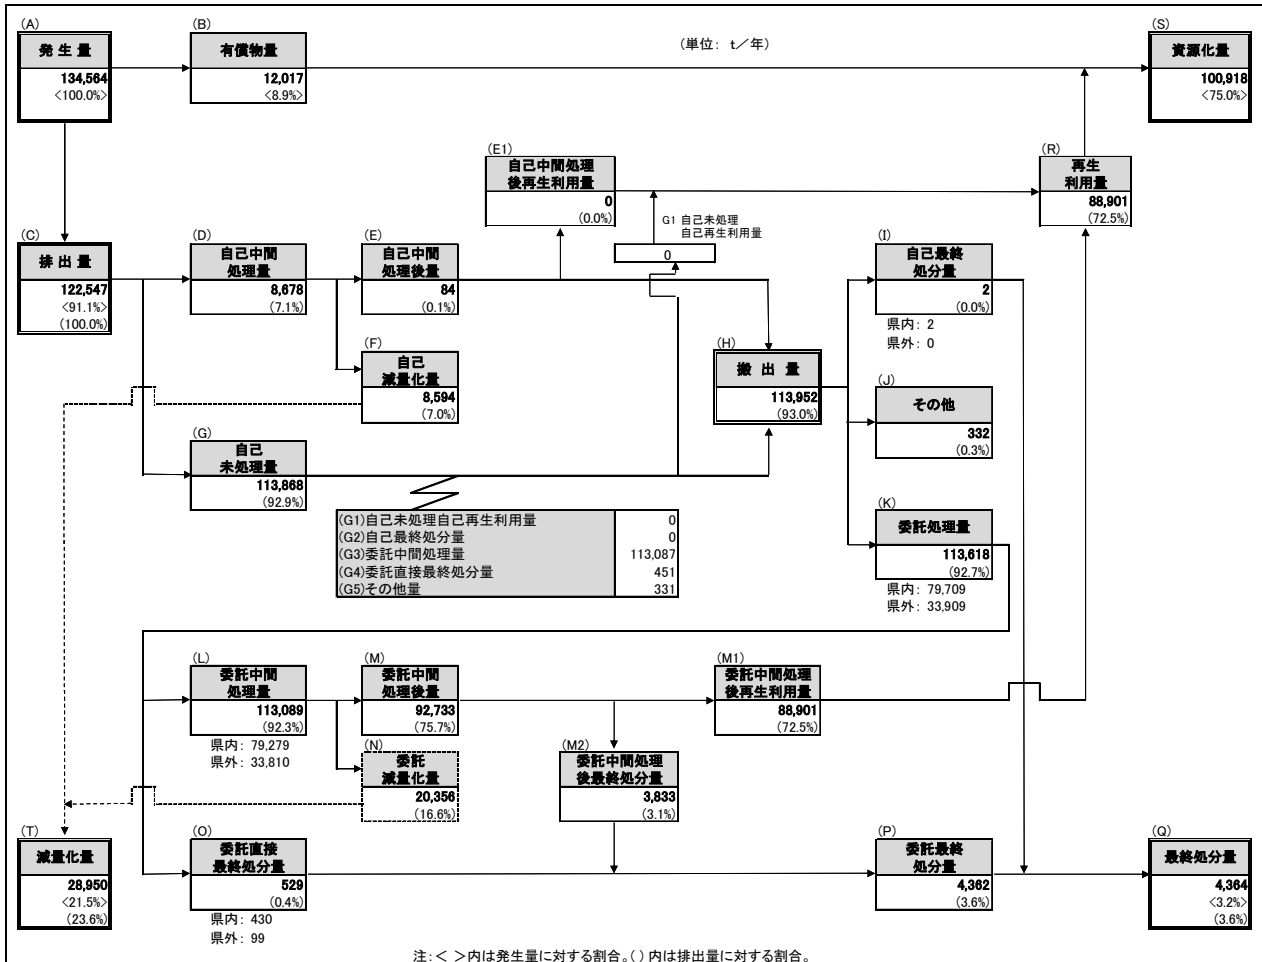 (A)
発 生 量
134,564
<100.0%>
(B)
有償物量
12,017
<8.9%>
(単位： t／年)
(S)
資源化量
100,918
<75.0%>
(E1)
自己中間処理
後再生利用量
0
(0.0%)
G1 自己未処理
自己再生利用量
0
(R)
再生
利用量
88,901
(72.5%)
(C)
排 出 量
122,547
<91.1%>
(100.0%)
(D)
自己中間
処理量
8,678
(7.1%)
(E)
自己中間
処理後量
84
(0.1%)
(I)
自己最終
処分量
2
(0.0%)
県内： 2
県外： 0
(F)
自己
減量化量
8,594
(7.0%)
(H)
搬 出 量
113,952
(93.0%)
(J)
その他
332
(0.3%)
(G)
自己
未処理量
113,868
(92.9%)
(G1)自己未処理自己再生利用量 0
(G2)自己最終処分量 0
(G3)委託中間処理量 113,087
(G4)委託直接最終処分量 451
(G5)その他量 331
(K)
委託処理量
113,618
(92.7%)
県内： 79,709
県外： 33,909
(L)
委託中間
処理量
113,089
(92.3%)
県内： 79,279
県外： 33,810
(M)
委託中間
処理後量
92,733
(75.7%)
(M1)
委託中間処理
後再生利用量
88,901
(72.5%)
(N)
委託
減量化量
20,356
(16.6%)
(M2)
委託中間処理
後最終処分量
3,833
(3.1%)
(T)
減量化量
28,950
<21.5%>
(23.6%)
(O)
委託直接
最終処分量
529
(0.4%)
県内： 430
県外： 99
(P)
委託最終
処分量
4,362
(3.6%)
(Q)
最終処分量
4,364
<3.2%>
(3.6%)
注：＜ ＞内は発生量に対する割合。( ) 内は排出量に対する割合。